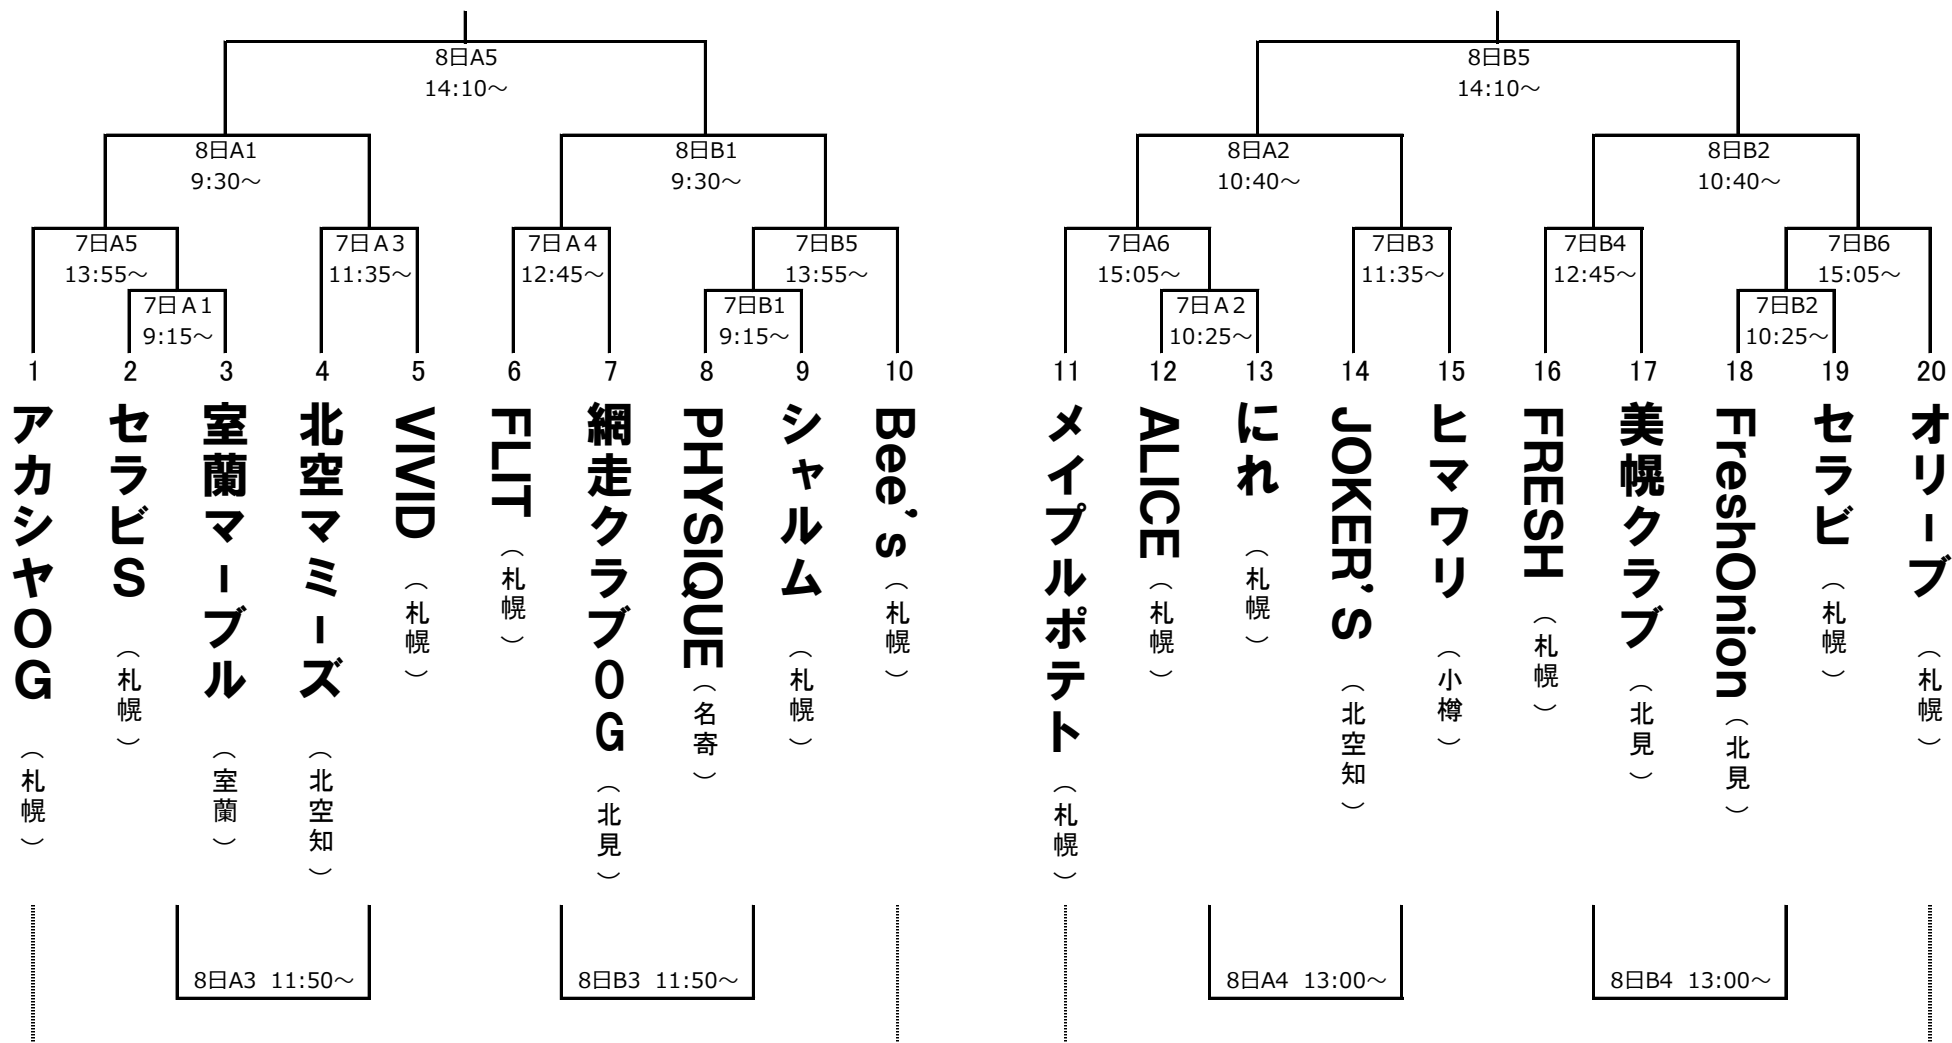 8日A5
14:10～
8日B5
14:10～
8日A1
9:30～
8日B1
9:30～
8日A2
10:40～
8日B2
10:40～
7日A5
13:55～
7日Ａ3
11:35～
7日Ａ4
12:45～
7日B5
13:55～
7日A6
15:05～
7日B3
11:35～
7日B4
12:45～
7日B6
15:05～
7日Ａ1
9:15～
7日B1
9:15～
7日Ａ2
10:25～
7日B2
10:25～
1
2
3
4
5
6
7
8
9
10
11
12
13
14
15
16
17
18
19
20
アカシヤＯＧ（札幌）
セラビＳ（札幌）
室蘭マーブル（室蘭）
北空マミーズ（北空知）
VIVID（札幌）
FLIT（札幌）
網走クラブＯＧ（北見）
PHYSIQUE（名寄）
シャルム（札幌）
Bee’s（札幌）
メイプルポテト（札幌）
ALICE（札幌）
にれ（札幌）
JOKER’S（北空知）
ヒマワリ（小樽）
FRESH（札幌）
美幌クラブ（北見）
FreshOnion（北見）
セラビ（札幌）
オリーブ（札幌）
8日A3 11:50～
8日B3 11:50～
8日A4 13:00～
8日B4 13:00～